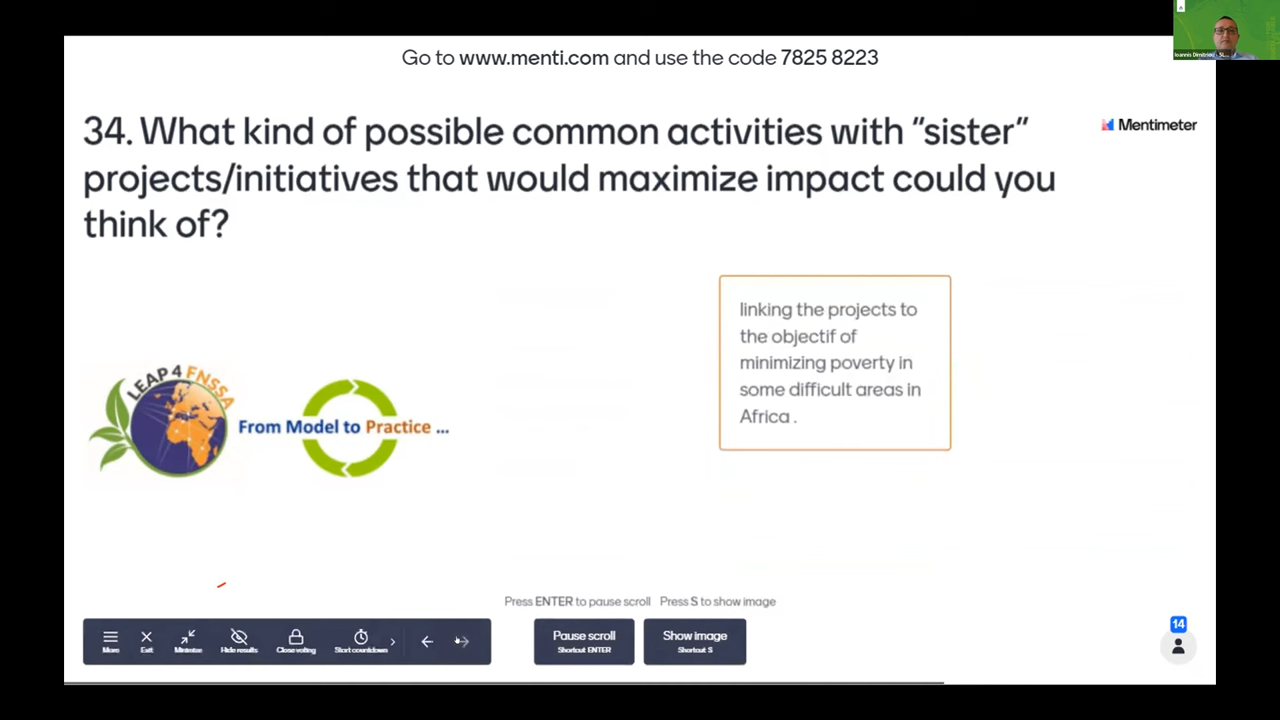 Go to www.menti.com and use the code 7825 8223
34. What kind of possible common activities with “sister”
projects/initiatives that would maximize impact could you
think of?
Mentimeter
linking the projects to
the objectif of
minimizing poverty in
some difficult areas in
Africa .
LEAP4 FNSSA
From Model to Practice ...
Press ENTER to pause scroll Press S to show image
More
Exit
Minimize
Hide results
Close voting
Start countdown
Pause scroll
Shortcut ENTER
Show image
Shortcut S
14
Ioannis Dimitriou